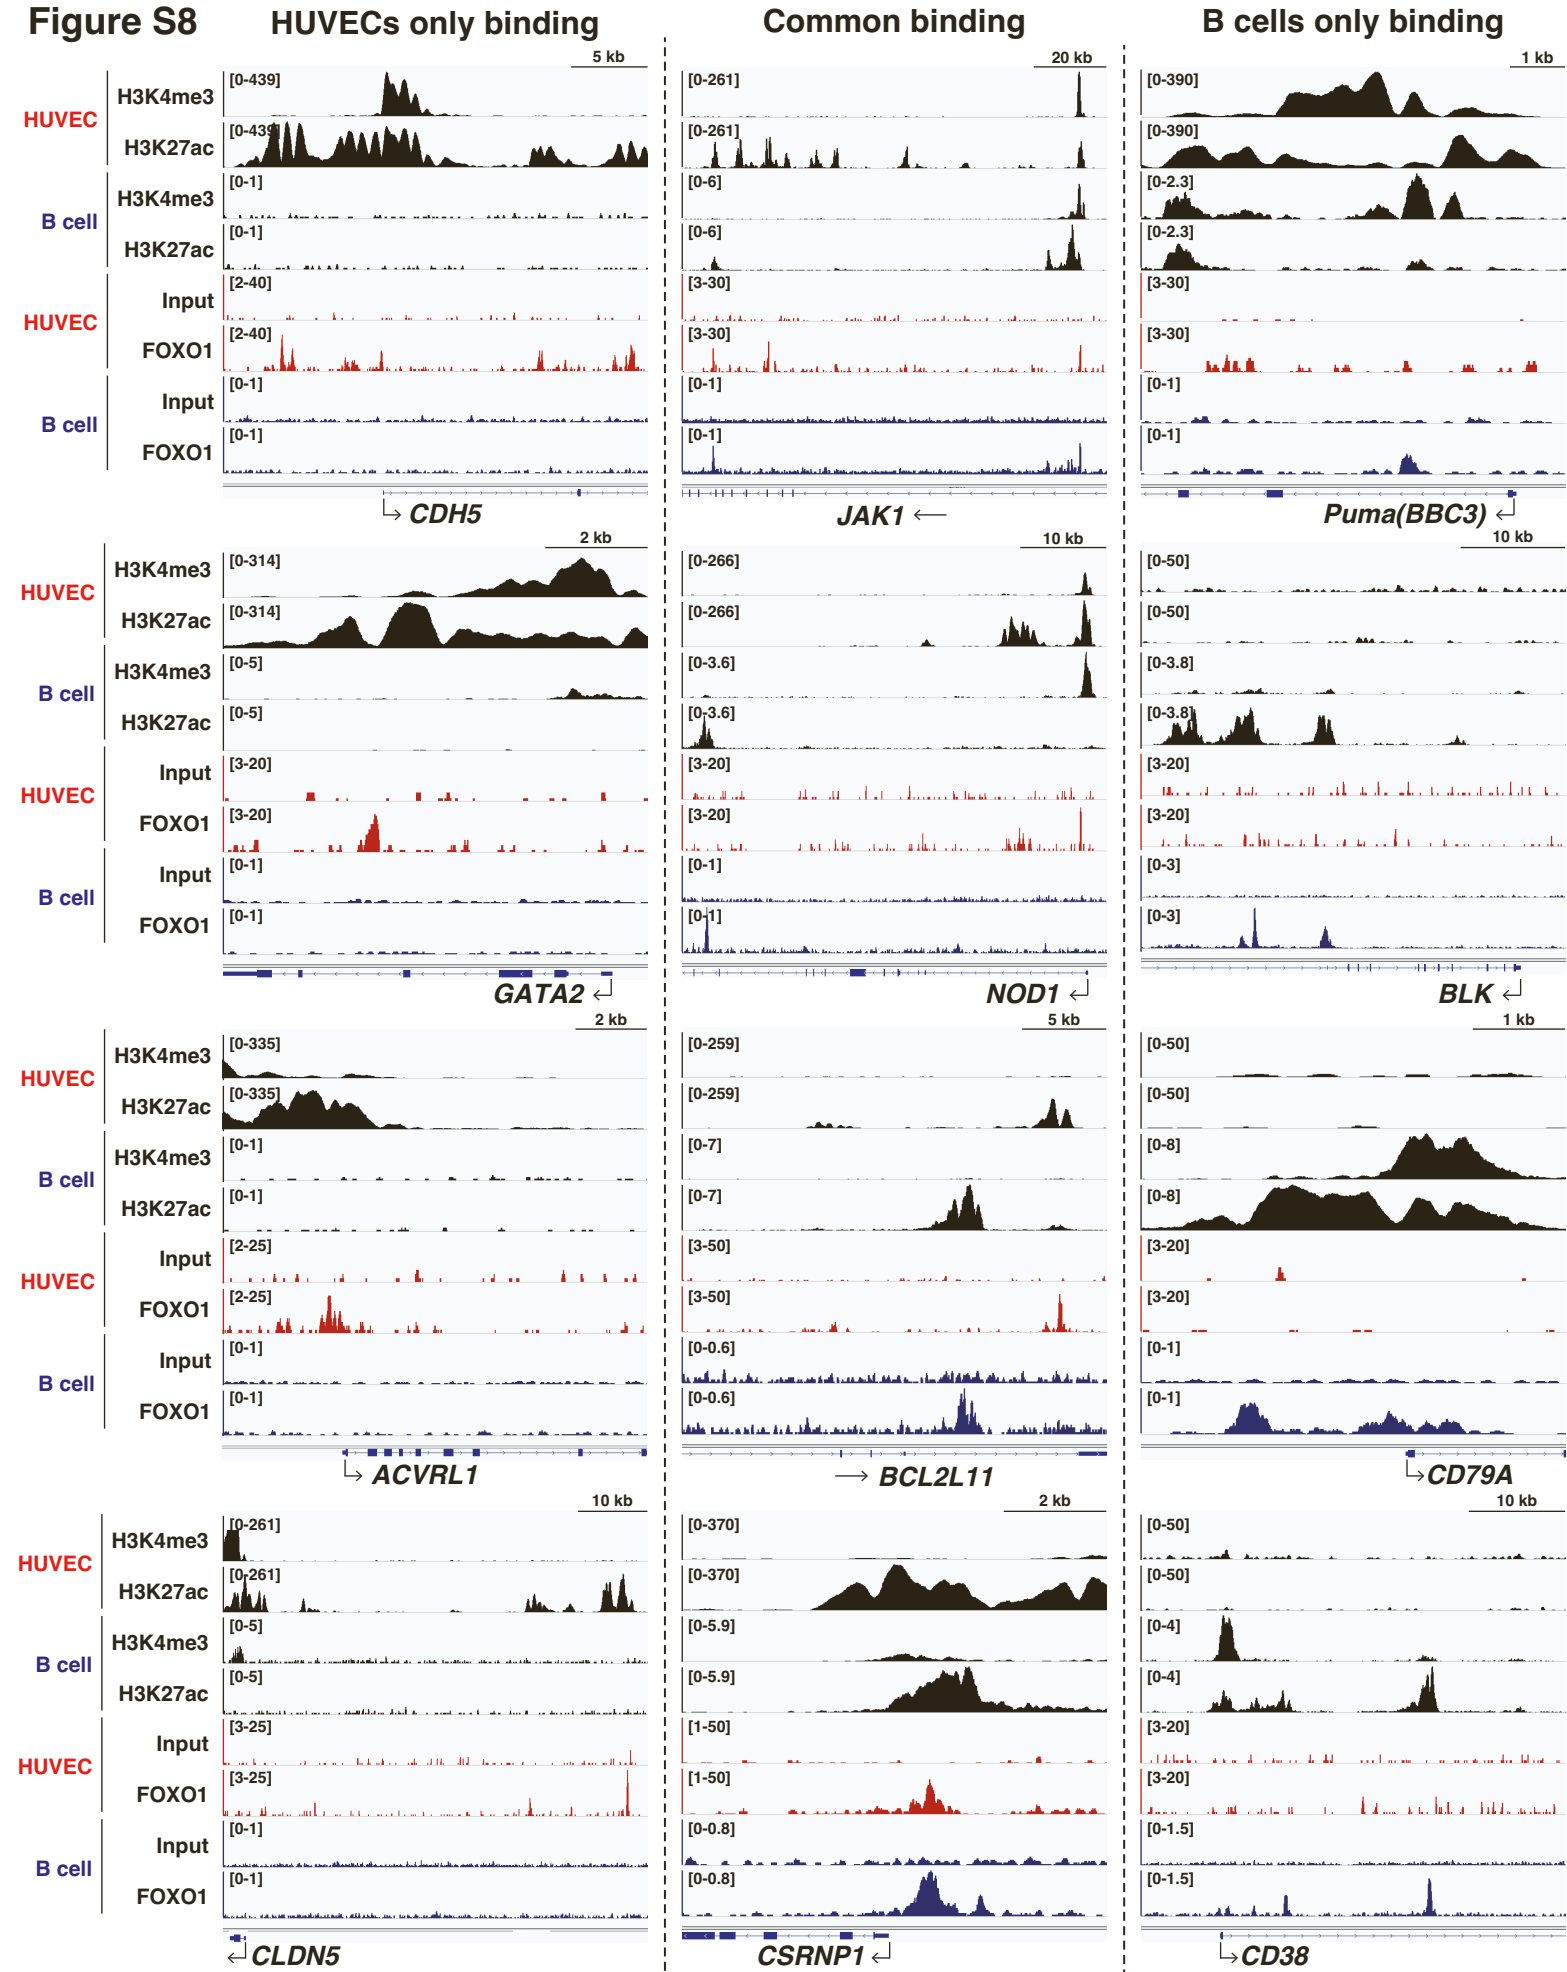 Figure S8 HUVECs only binding Common binding B cells only binding
5 kb 20 kb 1 kb
HUVEC H3K4me3 [0-439] [0-261] [0-390]
H3K27ac [0-439] [0-261] [0-390]
B cell H3K4me3 [0-1] [0-6] [0-2.3]
H3K27ac [0-1] [0-6] [0-2.3]
HUVEC Input [2-40] [3-30] [3-30]
FOXO1 [2-40] [3-30] [3-30]
B cell Input [0-1] [0-1] [0-1]
FOXO1 [0-1] [0-1] [0-1]
CDH5 JAK1 Puma(BBC3)
2 kb 10 kb 10 kb
HUVEC H3K4me3 [0-314] [0-266] [0-50]
H3K27ac [0-314] [0-266] [0-50]
B cell H3K4me3 [0-5] [0-3.6] [0-3.8]
H3K27ac [0-5] [0-3.6] [0-3.8]
HUVEC Input [3-20] [3-20] [3-20]
FOXO1 [3-20] [3-20] [3-20]
B cell Input [0-1] [0-1] [0-3]
FOXO1 [0-1] [0-1] [0-3]
GATA2 NOD1 BLK
2 kb 5 kb 1 kb
HUVEC H3K4me3 [0-335] [0-259] [0-50]
H3K27ac [0-335] [0-259] [0-50]
B cell H3K4me3 [0-1] [0-7] [0-8]
H3K27ac [0-1] [0-7] [0-8]
HUVEC Input [2-25] [3-50] [3-20]
FOXO1 [2-25] [3-50] [3-20]
B cell Input [0-1] [0-0.6] [0-1]
FOXO1 [0-1] [0-0.6] [0-1]
ACVRL1 BCL2L11 CD79A
10 kb 2 kb 10 kb
HUVEC H3K4me3 [0-261] [0-370] [0-50]
H3K27ac [0-261] [0-370] [0-50]
B cell H3K4me3 [0-5] [0-5.9] [0-4]
H3K27ac [0-5] [0-5.9] [0-4]
HUVEC Input [3-25] [1-50] [3-20]
FOXO1 [3-25] [1-50] [3-20]
B cell Input [0-1] [0-0.8] [0-1.5]
FOXO1 [0-1] [0-0.8] [0-1.5]
CLDN5 CSRNP1 CD38